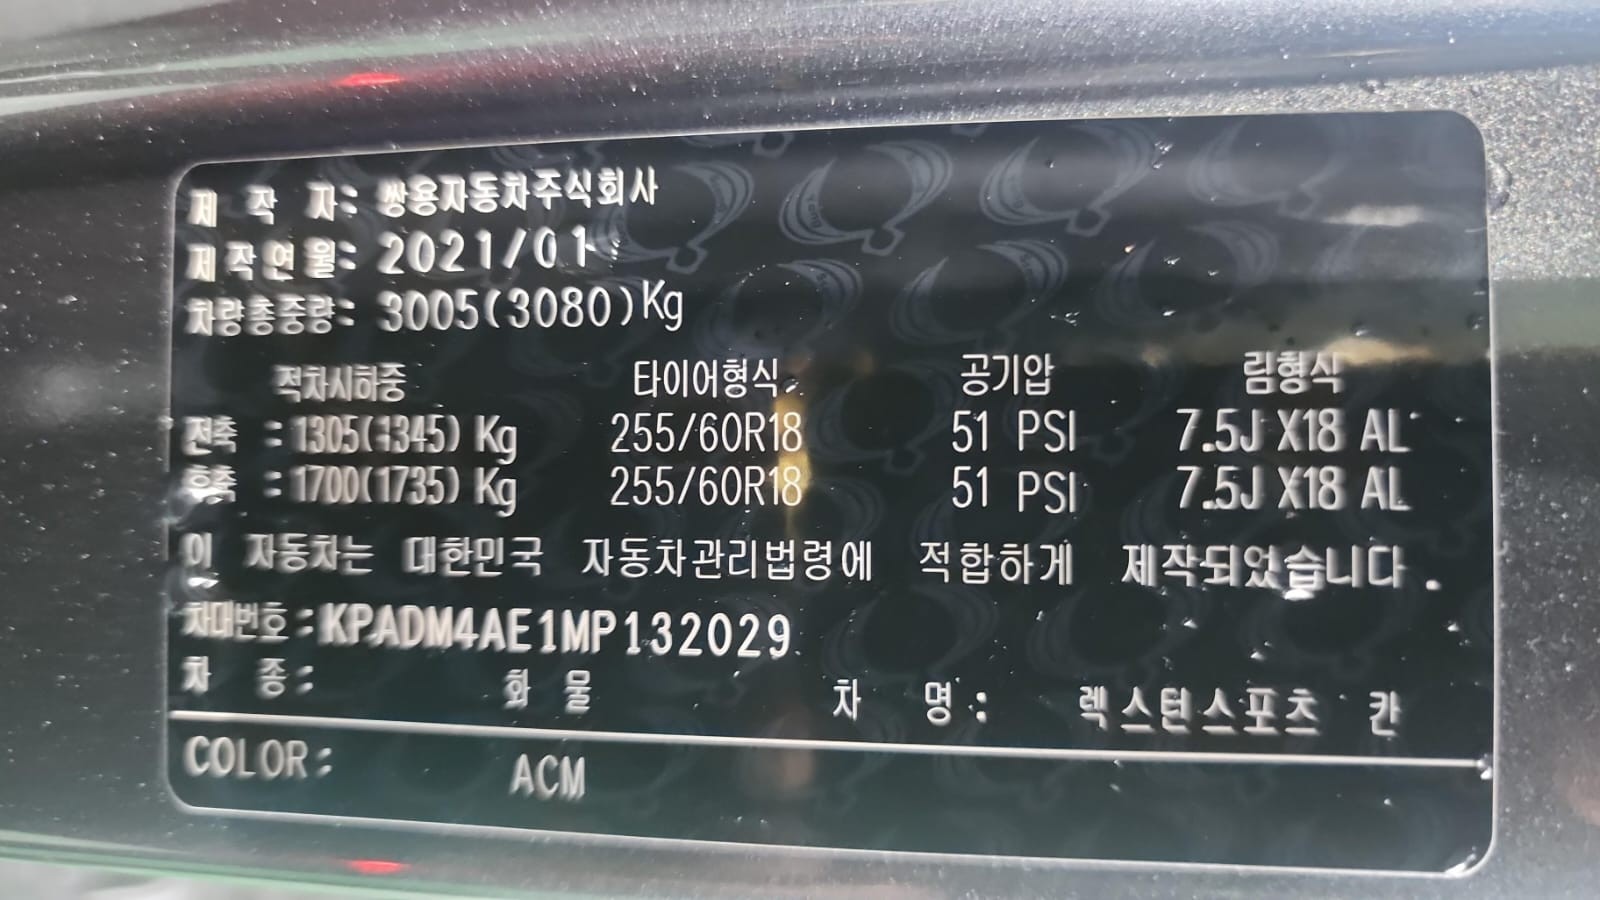 제 작 자: 쌍용자동차주식회사
제작연월: 2021/01
차량총중량: 3005(3080)Kg
적차시하중 타이어형식 공기압 림형식
전축 : 1305(1345) Kg 255/60R18 51 PSI 7.5J X18 AL
후축 : 1700(1735) Kg 255/60R18 51 PSI 7.5J X18 AL
이 자동차는 대한민국 자동차관리법령에 적합하게 제작되었습니다.
차대번호: KPADM4AE1MP132029
차 종: 화 물 차 명: 렉스턴스포츠 칸
COLOR: ACM